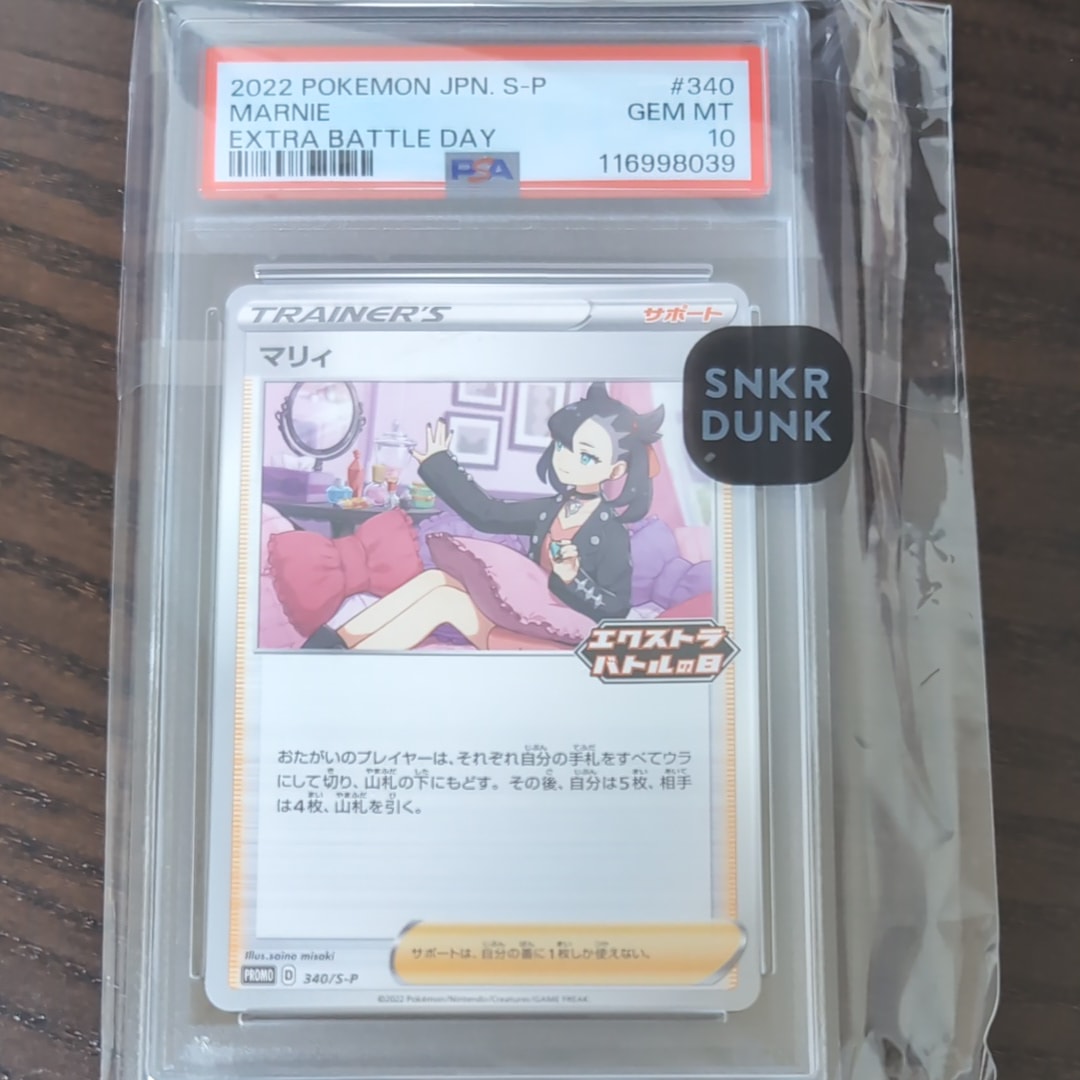 2022 POKEMON JPN. S-P #340
MARNIE GEM MT
EXTRA BATTLE DAY 10
PSA 116998039
TRAINER'S サポート
マリィ
SNKR
DUNK
エクストラ
バトルの日
おたがいのプレイヤーは、それぞれ自分の手札をすべてウラ
にして切り、山札の下にもどす。その後、自分は5枚、相手
は4枚、山札を引く。
サポートは、自分の番に1枚しか使えない。
Illus.saino misaki
PROMO D 340/S-P
©2022 Pokémon/Nintendo/Creatures/GAME FREAK